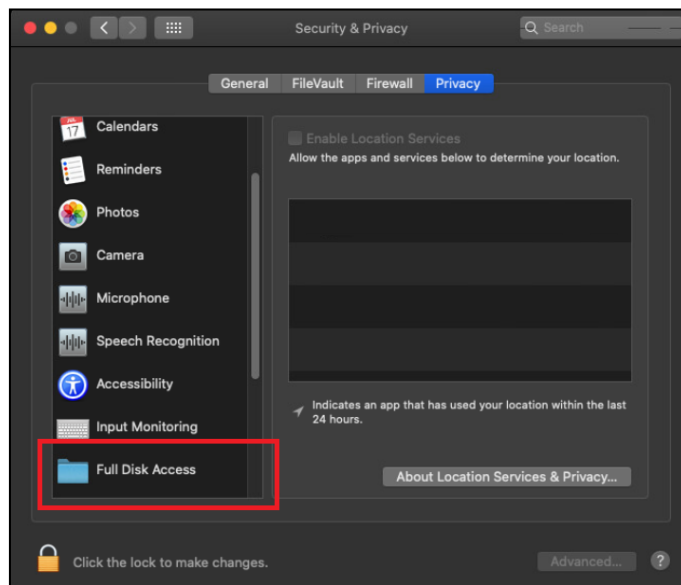 Security & Privacy
Search
General FileVault Firewall Privacy
JUL
17
Calendars
Reminders
Photos
Camera
Microphone
Speech Recognition
Accessibility
Input Monitoring
Full Disk Access
Enable Location Services
Allow the apps and services below to determine your location.
Indicates an app that has used your location within the last
24 hours.
About Location Services & Privacy...
Click the lock to make changes.
Advanced...
?